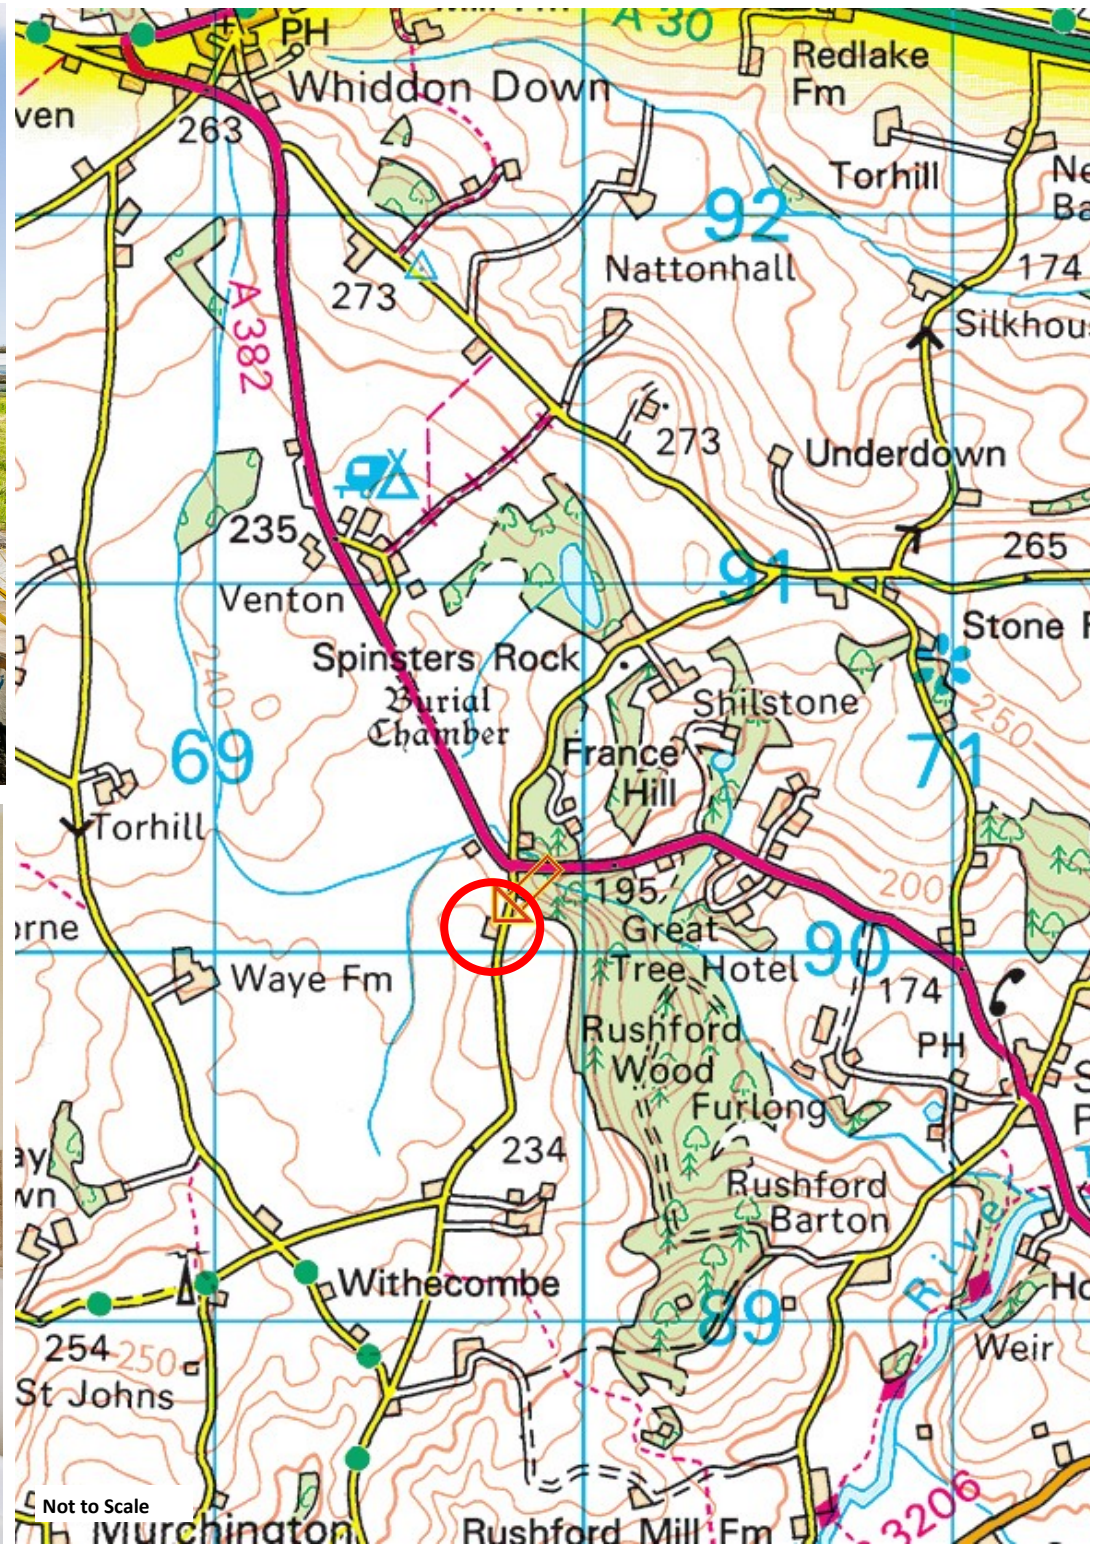 A 30
PH
Whiddon Down
Redlake
Fm
263
Torhill
92
Nattonhall
174
273
A 382
273
Underdown
235
265
91
Venton
Stone
Spinsters Rock
Burial
Chamber
240
Shilstone
250
69
France
Hill
71
Torhill
195
200
Great
Tree Hotel
90
Waye Fm
174
Rushford
Wood
PH
Furlong
234
Rushford
Barton
River
Withecombe
89
254
250
Weir
St Johns
Not to Scale
3206
Murchington
Rushford Mill Fm